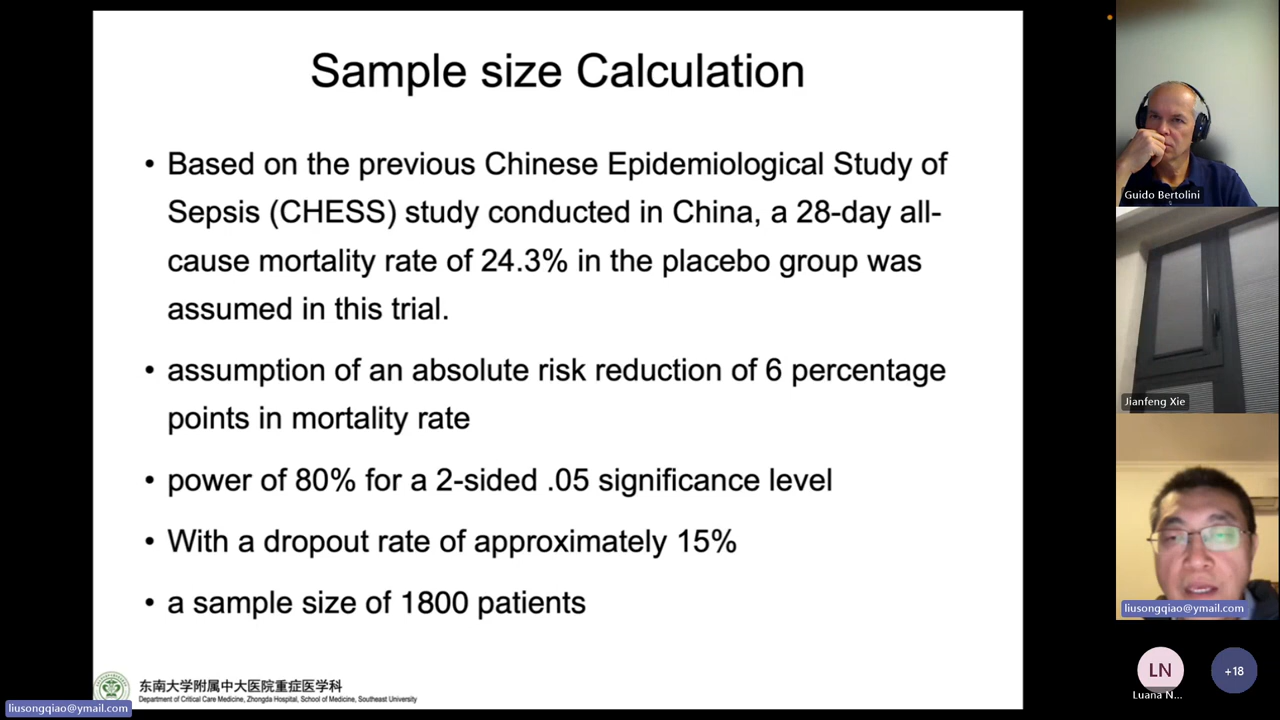 Sample size Calculation
• Based on the previous Chinese Epidemiological Study of
Sepsis (CHESS) study conducted in China, a 28-day all-
cause mortality rate of 24.3% in the placebo group was
assumed in this trial.
• assumption of an absolute risk reduction of 6 percentage
points in mortality rate
• power of 80% for a 2-sided .05 significance level
• With a dropout rate of approximately 15%
• a sample size of 1800 patients
东南大学附属中大医院重症医学科
Department of Critical Care Medicine, Zhongda Hospital, School of Medicine, Southeast University
liusongqiao@ymail.com
Guido Bertolini
Jianfeng Xie
liusongqiao@ymail.com
LN
+18
Luana N...